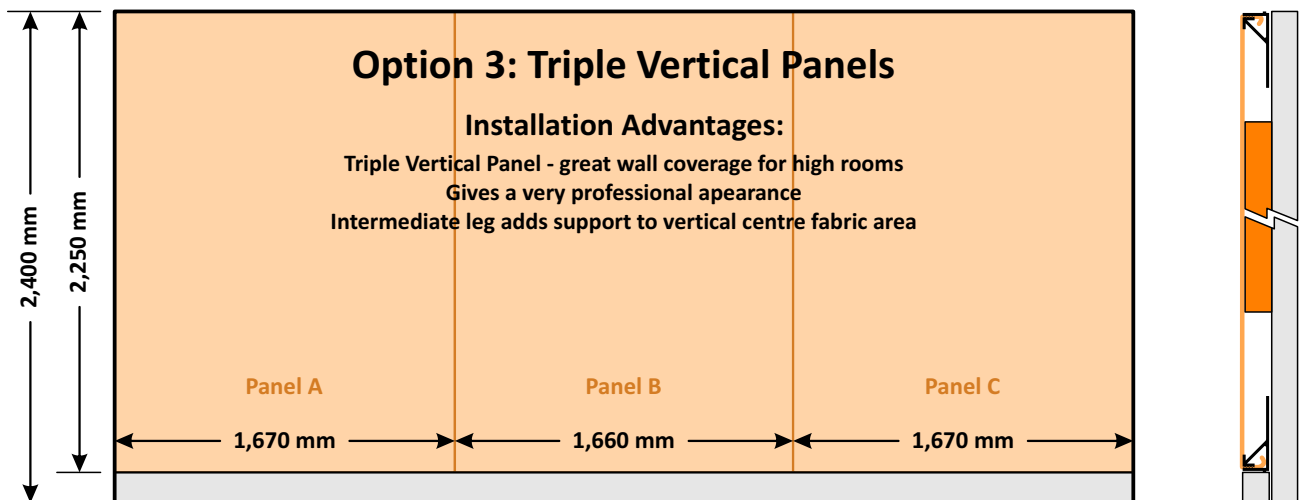 Option 3: Triple Vertical Panels
Installation Advantages:
Triple Vertical Panel - great wall coverage for high rooms
Gives a very professional apearance
Intermediate leg adds support to vertical centre fabric area
2,400 mm
2,250 mm
Panel A
Panel B
Panel C
1,670 mm
1,660 mm
1,670 mm